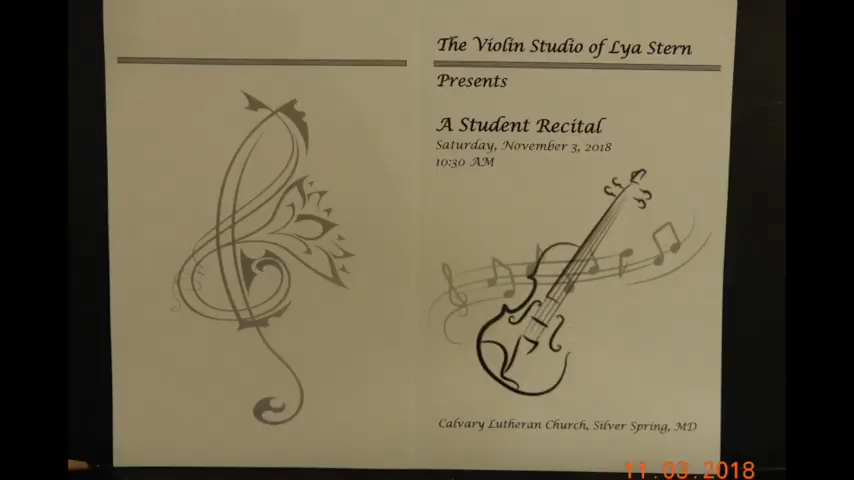 The Violin Studio of Lya Stern
Presents
A Student Recital
Saturday, November 3, 2018
10:30 AM
Calvary Lutheran Church, Silver Spring, MD
11.03.2018